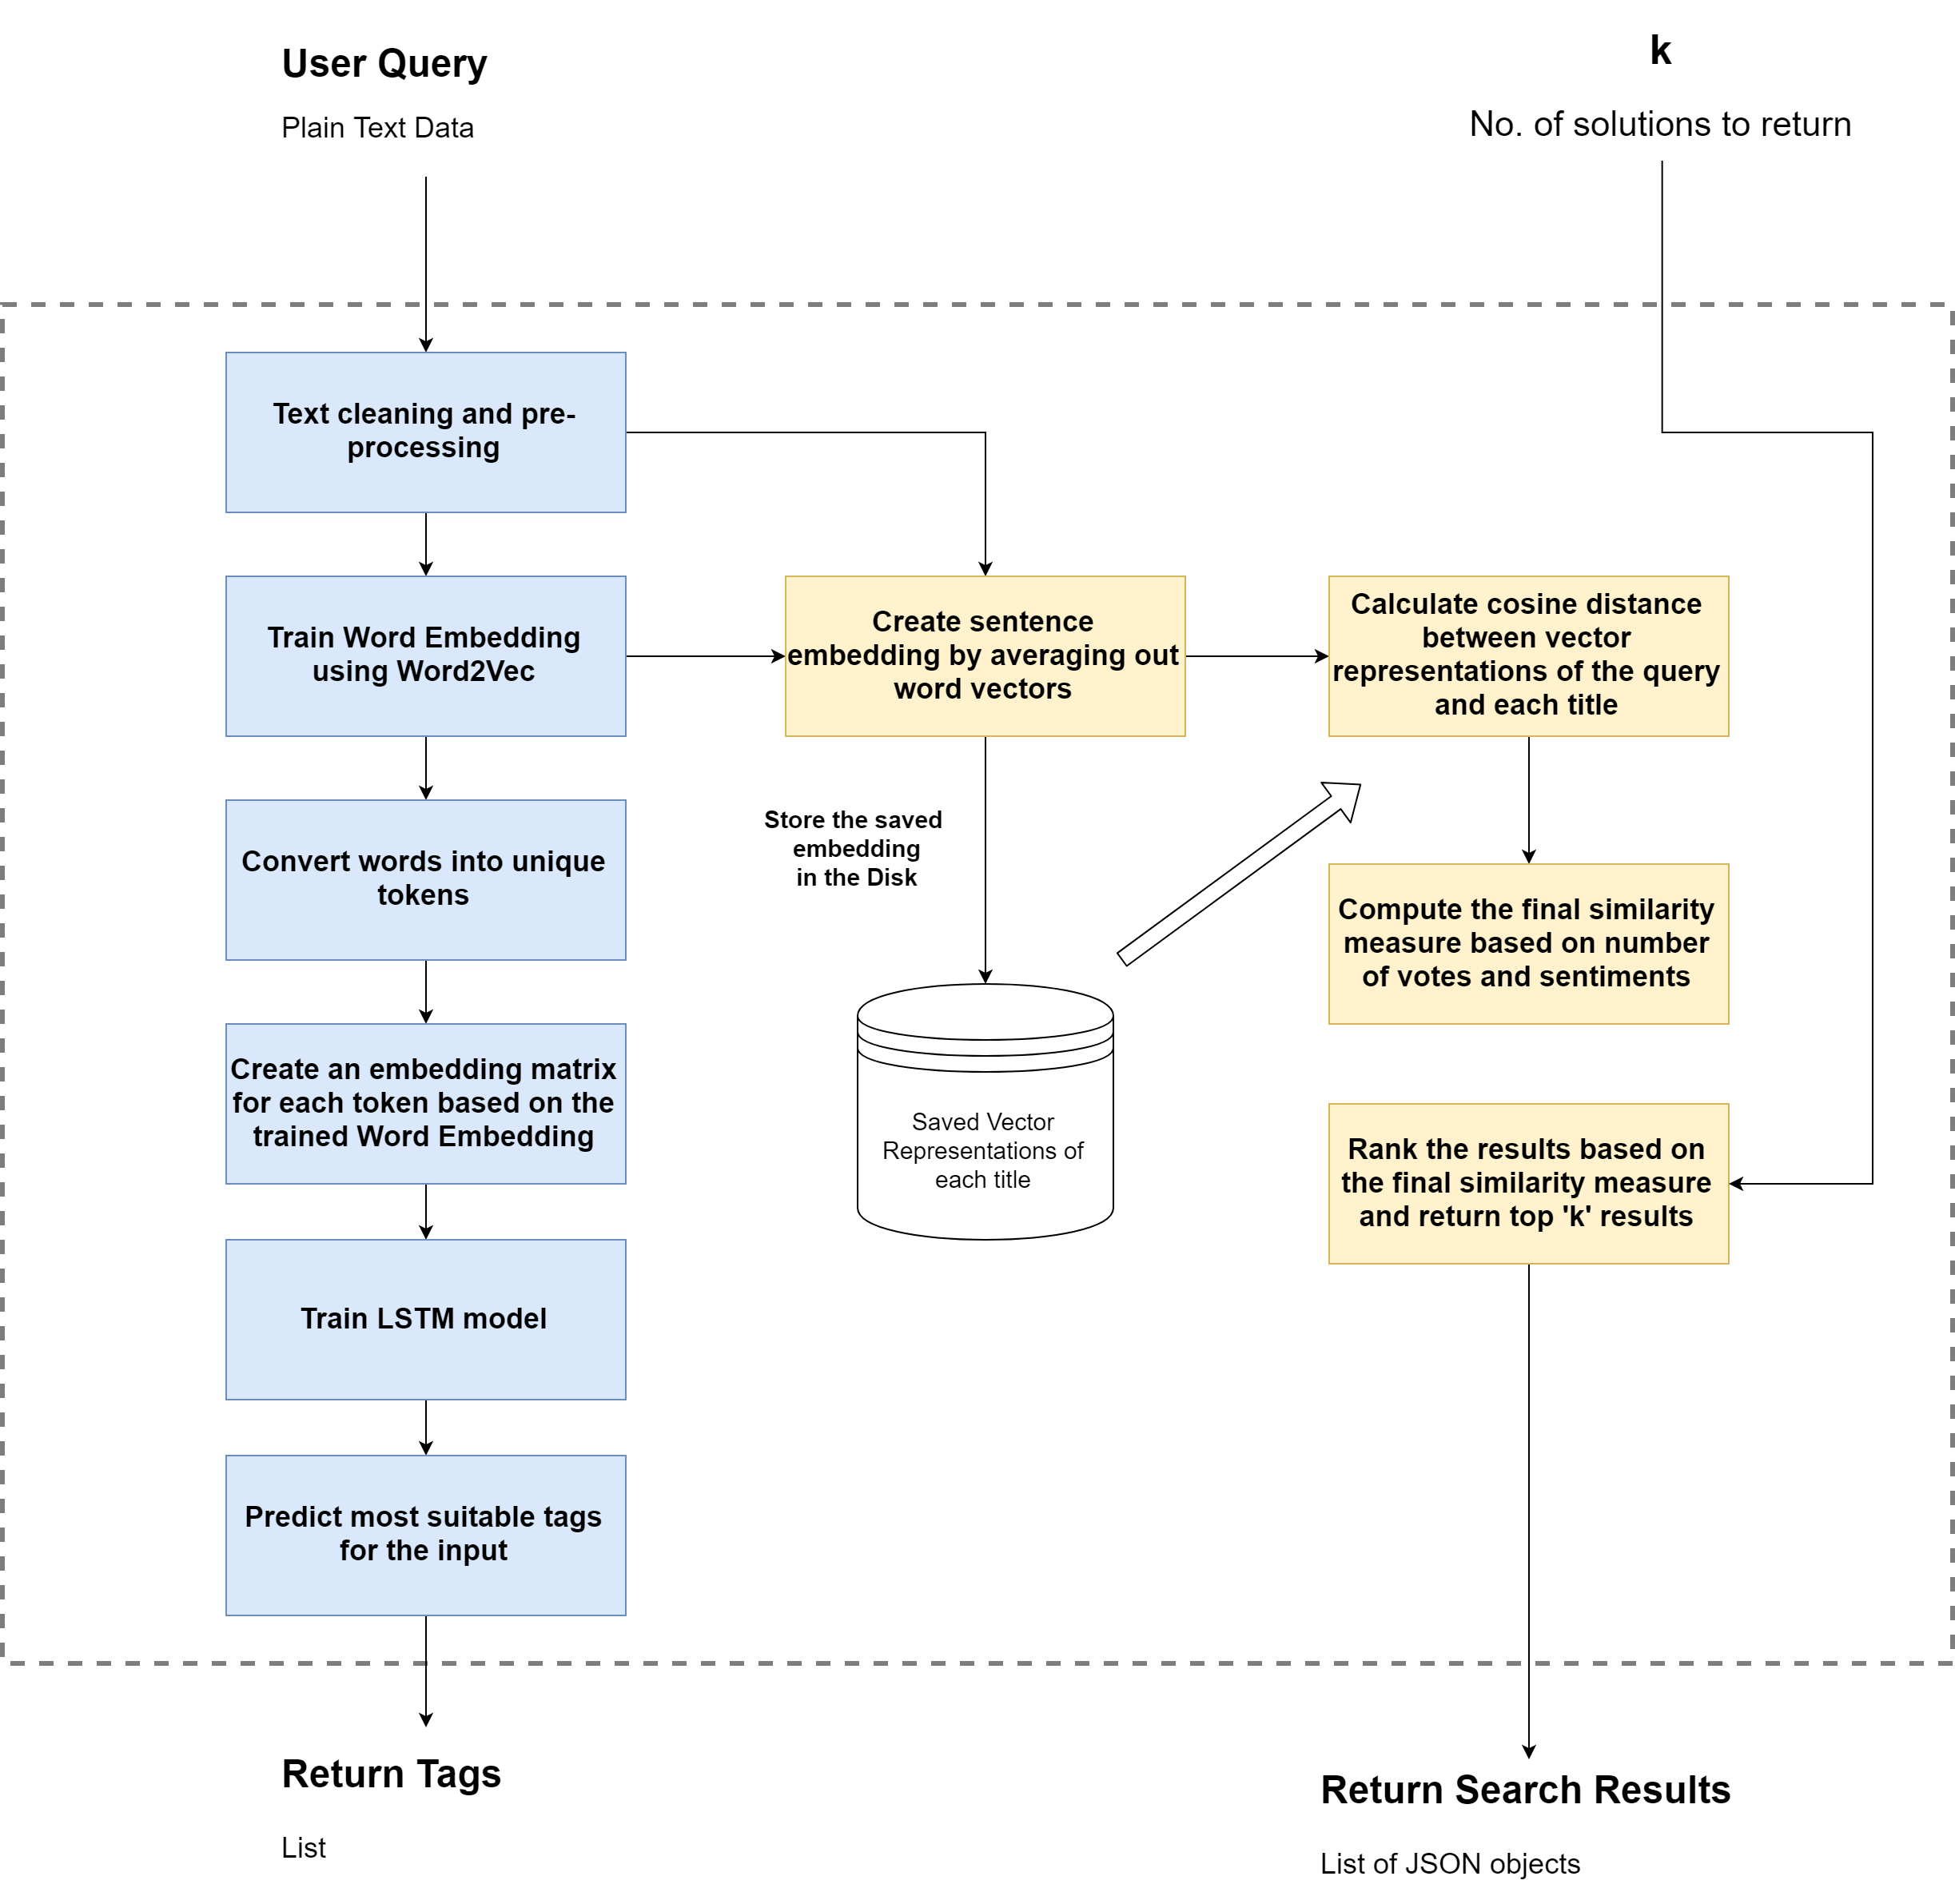 User Query
Plain Text Data
k
No. of solutions to return
Text cleaning and pre-
processing
Train Word Embedding
using Word2Vec
Create sentence
embedding by averaging out
word vectors
Calculate cosine distance
between vector
representations of the query
and each title
Convert words into unique
tokens
Store the saved
embedding
in the Disk
Compute the final similarity
measure based on number
of votes and sentiments
Create an embedding matrix
for each token based on the
trained Word Embedding
Saved Vector
Representations of
each title
Rank the results based on
the final similarity measure
and return top 'k' results
Train LSTM model
Predict most suitable tags
for the input
Return Tags
List
Return Search Results
List of JSON objects